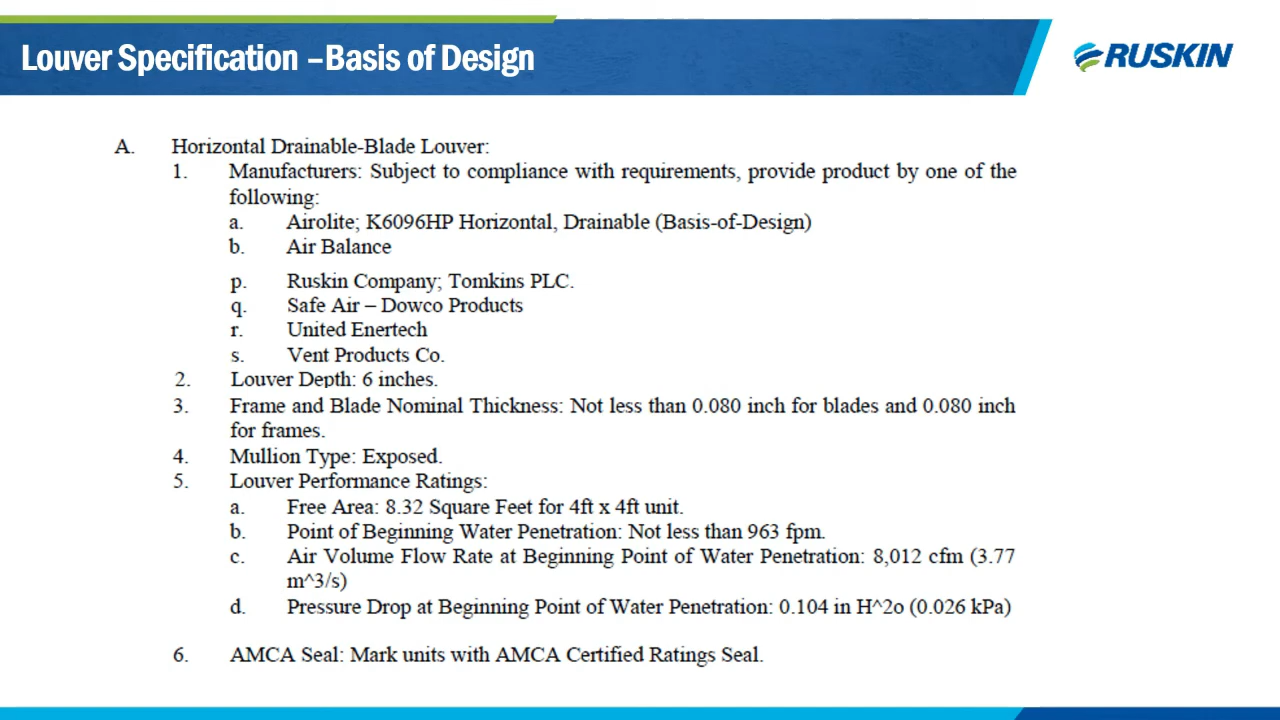 Louver Specification –Basis of Design
RUSKIN
A. Horizontal Drainable-Blade Louver:
1. Manufacturers: Subject to compliance with requirements, provide product by one of the
following:
a. Airolite; K6096HP Horizontal, Drainable (Basis-of-Design)
b. Air Balance
p. Ruskin Company; Tomkins PLC.
q. Safe Air – Dowco Products
r. United Enertech
s. Vent Products Co.
2. Louver Depth: 6 inches.
3. Frame and Blade Nominal Thickness: Not less than 0.080 inch for blades and 0.080 inch
for frames.
4. Mullion Type: Exposed.
5. Louver Performance Ratings:
a. Free Area: 8.32 Square Feet for 4ft x 4ft unit.
b. Point of Beginning Water Penetration: Not less than 963 fpm.
c. Air Volume Flow Rate at Beginning Point of Water Penetration: 8,012 cfm (3.77
m^3/s)
d. Pressure Drop at Beginning Point of Water Penetration: 0.104 in H^2o (0.026 kPa)
6. AMCA Seal: Mark units with AMCA Certified Ratings Seal.